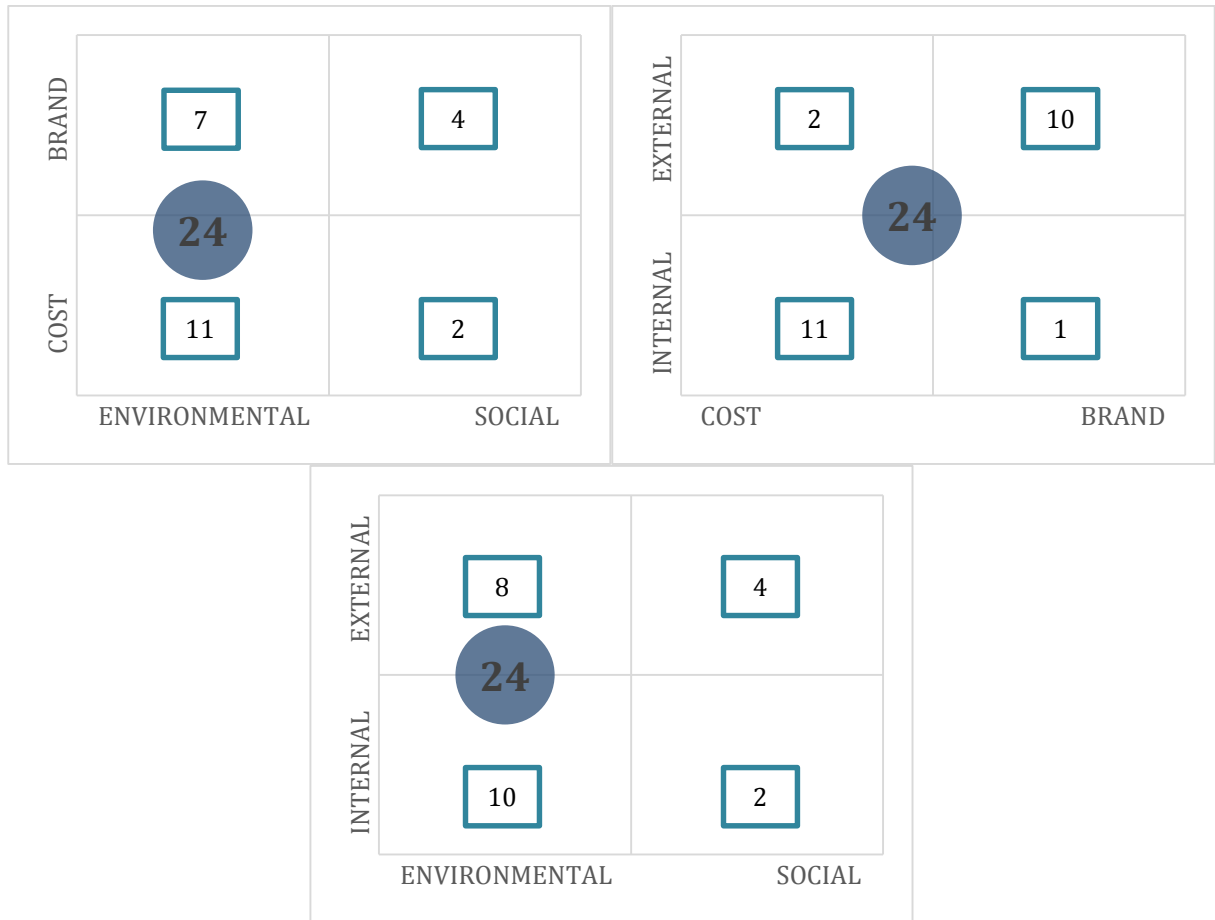 BRAND
7
4
24
COST
11
2
ENVIRONMENTAL
SOCIAL
EXTERNAL
2
10
24
INTERNAL
11
1
COST
BRAND
EXTERNAL
8
4
24
INTERNAL
10
2
ENVIRONMENTAL
SOCIAL